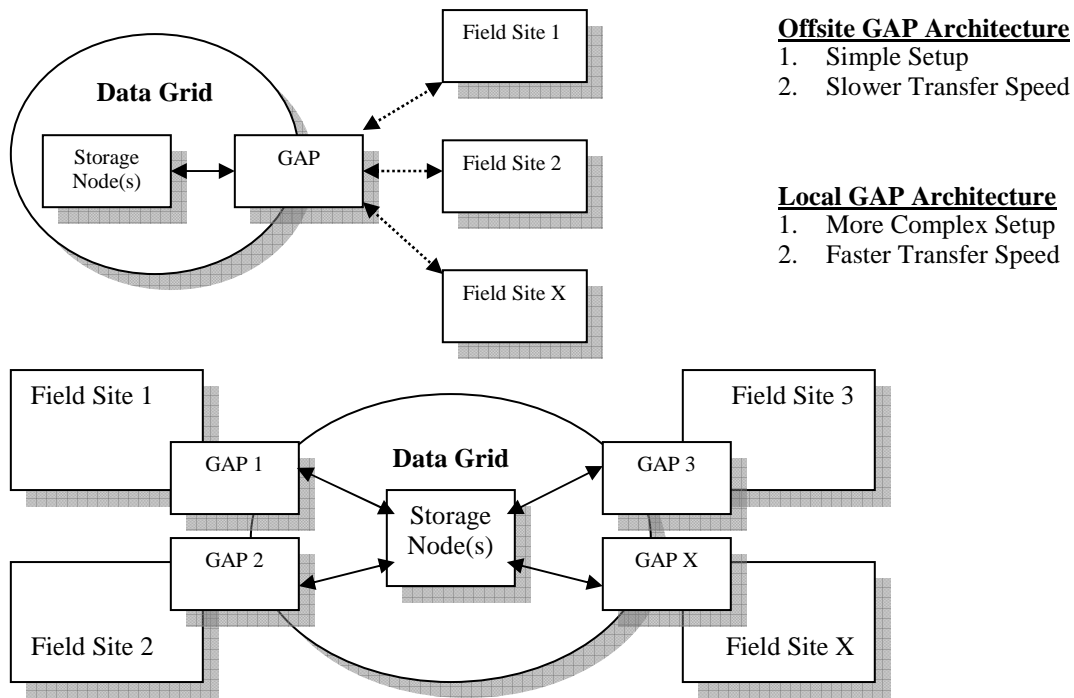 Field Site 1
Offsite GAP Architecture
1. Simple Setup
2. Slower Transfer Speed
Data Grid
Storage
Node(s)
GAP
Field Site 2
Local GAP Architecture
1. More Complex Setup
2. Faster Transfer Speed
Field Site X
Field Site 1
Field Site 3
GAP 1
Data Grid
GAP 3
Storage
Node(s)
GAP 2
GAP X
Field Site 2
Field Site X